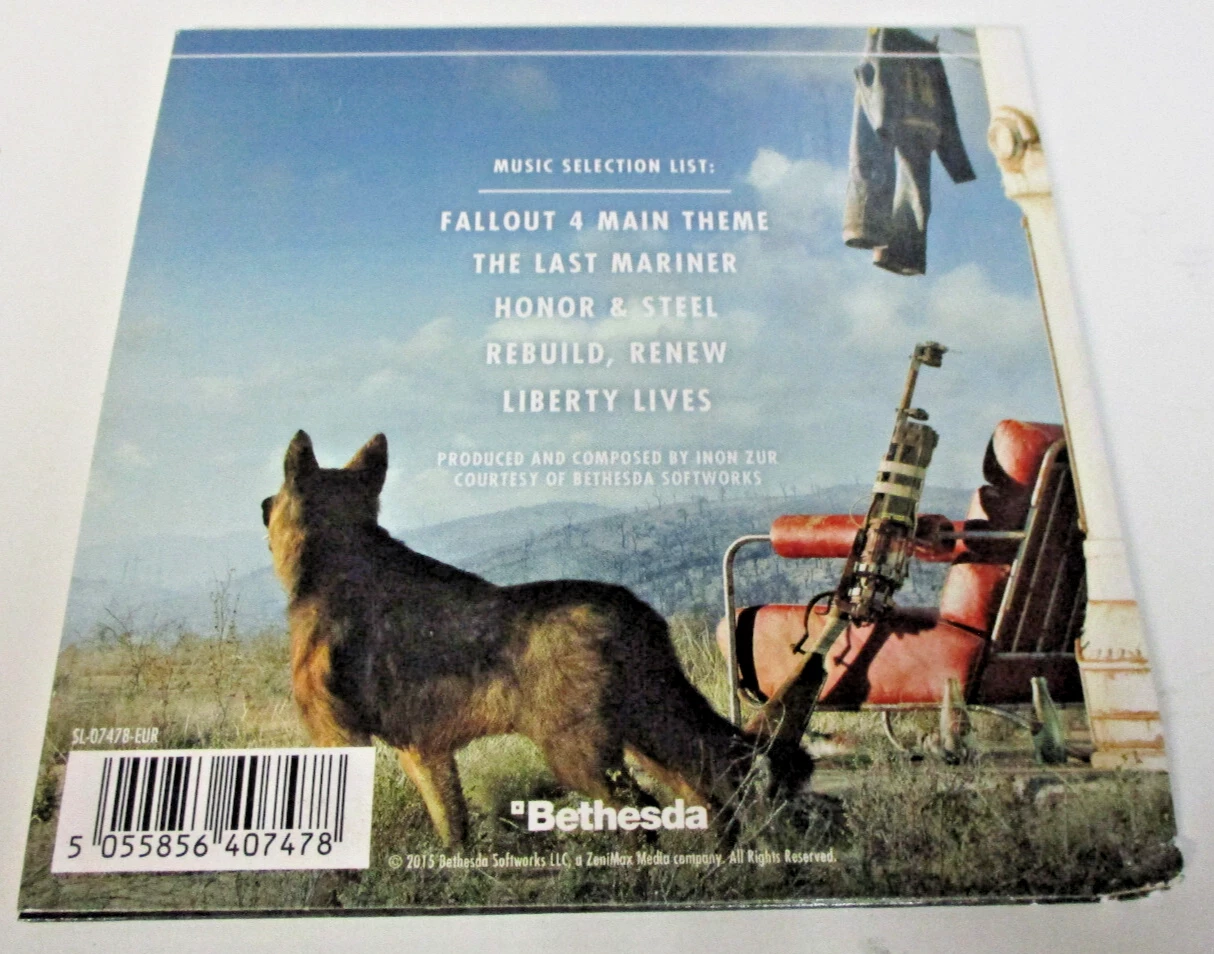 MUSIC SELECTION LIST:
FALLOUT 4 MAIN THEME
THE LAST MARINER
HONOR & STEEL
REBUILD, RENEW
LIBERTY LIVES
PRODUCED AND COMPOSED BY INON ZUR
COURTESY OF BETHESDA SOFTWORKS
SL-07478-EUR
5 055856 407478
Bethesda
© 2015 Bethesda Softworks LLC, a ZeniMax Media company. All Rights Reserved.